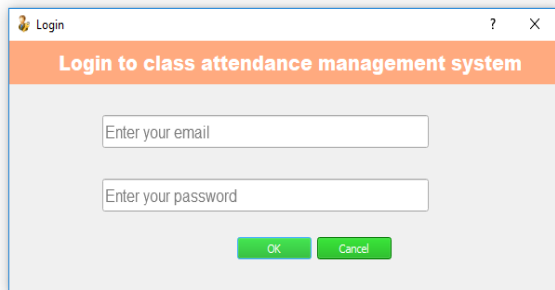 Login
?
Login to class attendance management system
Enter your email
Enter your password
OK Cancel